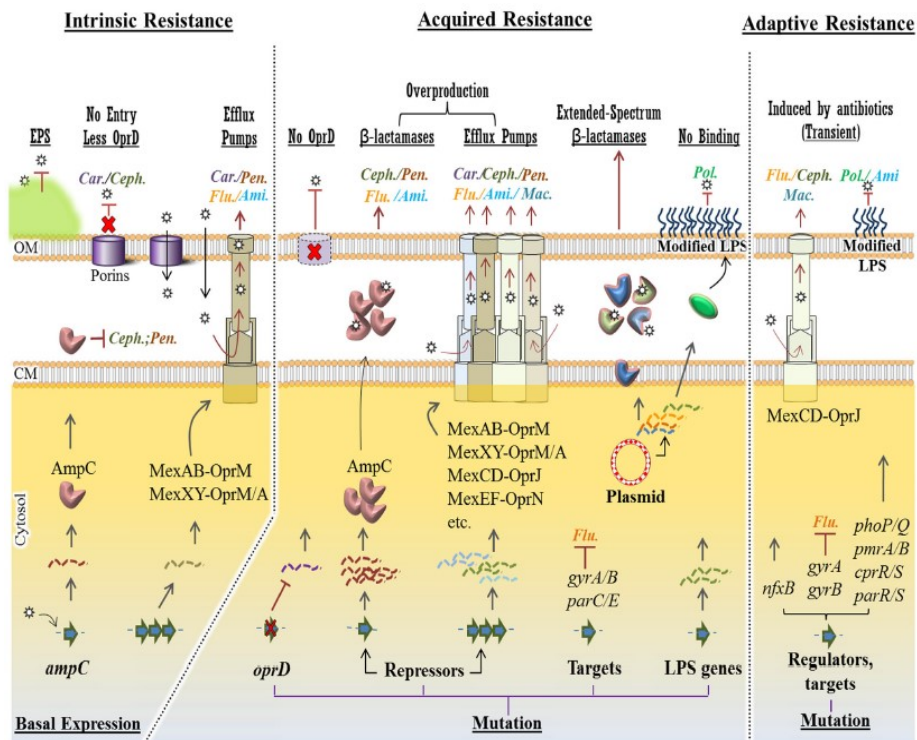 Intrinsic Resistance
Acquired Resistance
Adaptive Resistance
EPS
No Entry
Less OprD
Car./Ceph.
Efflux
Pumps
Car./Pen.
Flu./Ami.
OM
Porins
Ceph.;Pen.
CM
AmpC
MexAB-OprM
MexXY-OprM/A
Cytosol
ampC
Basal Expression
No OprD
Overproduction
β-lactamases
Ceph./Pen.
Flu./Ami.
Efflux Pumps
Car./Ceph./Pen.
Flu./Ami./Mac.
Extended-Spectrum
β-lactamases
No Binding
Pol.
Modified LPS
AmpC
MexAB-OprM
MexXY-OprM/A
MexCD-OprJ
MexEF-OprN
etc.
Plasmid
Flu.
gyrA/B
parC/E
oprD
Repressors
Targets
LPS genes
Mutation
Induced by antibiotics
(Transient)
Flu./Ceph.
Mac.
Pol./Ami
Modified
LPS
MexCD-OprJ
nfxB
Flu.
gyrA
gyrB
phoP/Q
pmrA/B
cprR/S
parR/S
Regulators,
targets
Mutation